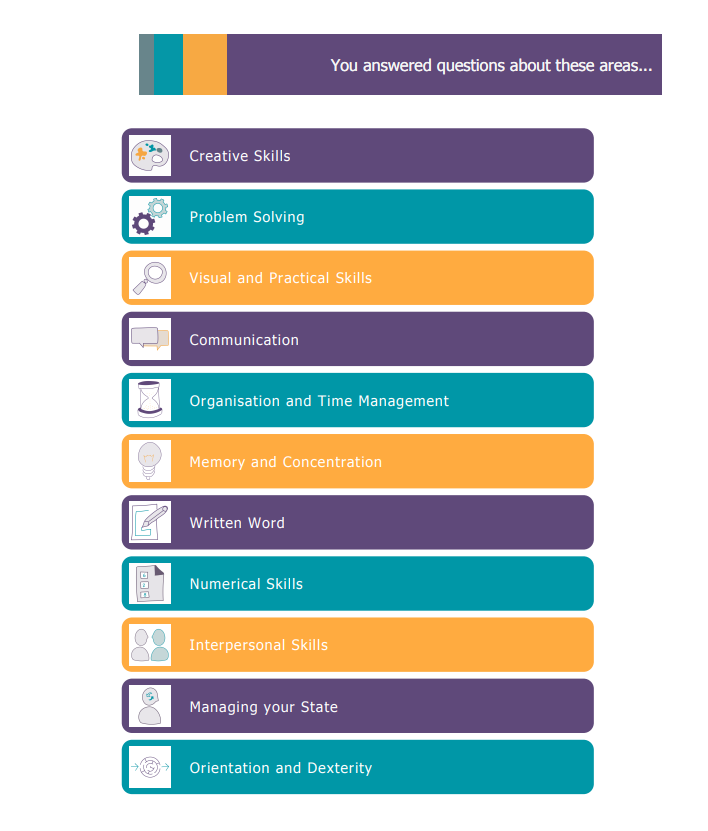 You answered questions about these areas...
Creative Skills
Problem Solving
Visual and Practical Skills
Communication
Organisation and Time Management
Memory and Concentration
Written Word
Numerical Skills
Interpersonal Skills
Managing your State
Orientation and Dexterity